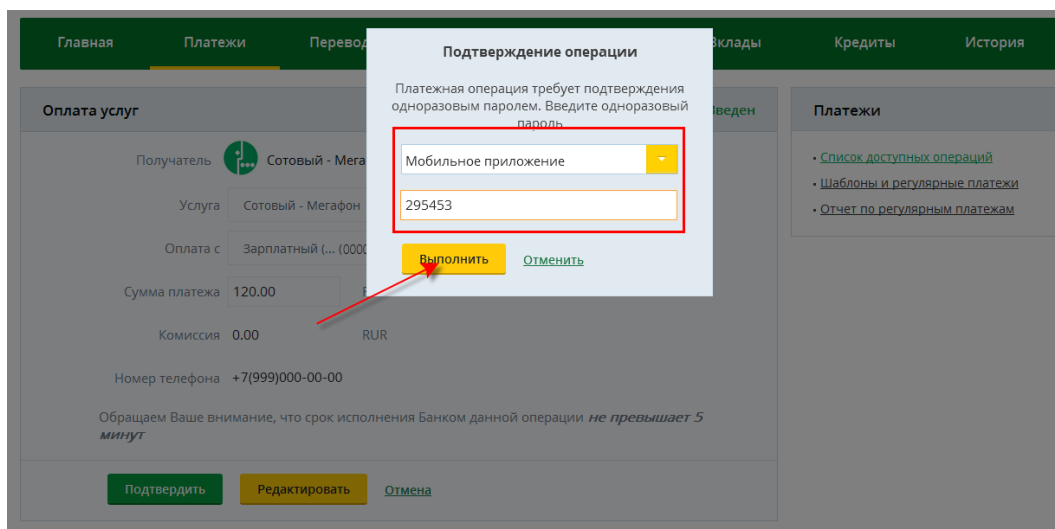 Главная Платежи Перевод Вклады Кредиты История
Подтверждение операции
Платежная операция требует подтверждения
одноразовым паролем. Введите одноразовый
пароль
Мобильное приложение
295453
Выполнить Отменить
Оплата услуг Введен
Получатель Сотовый - Мега
Услуга Сотовый - Мегафон
Оплата с Зарплатный (... (0000
Сумма платежа 120.00
Комиссия 0.00 RUR
Номер телефона +7(999)000-00-00
Обращаем Ваше внимание, что срок исполнения Банком данной операции не превышает 5
минут
Подтвердить Редактировать Отмена
Платежи
• Список доступных операций
• Шаблоны и регулярные платежи
• Отчет по регулярным платежам